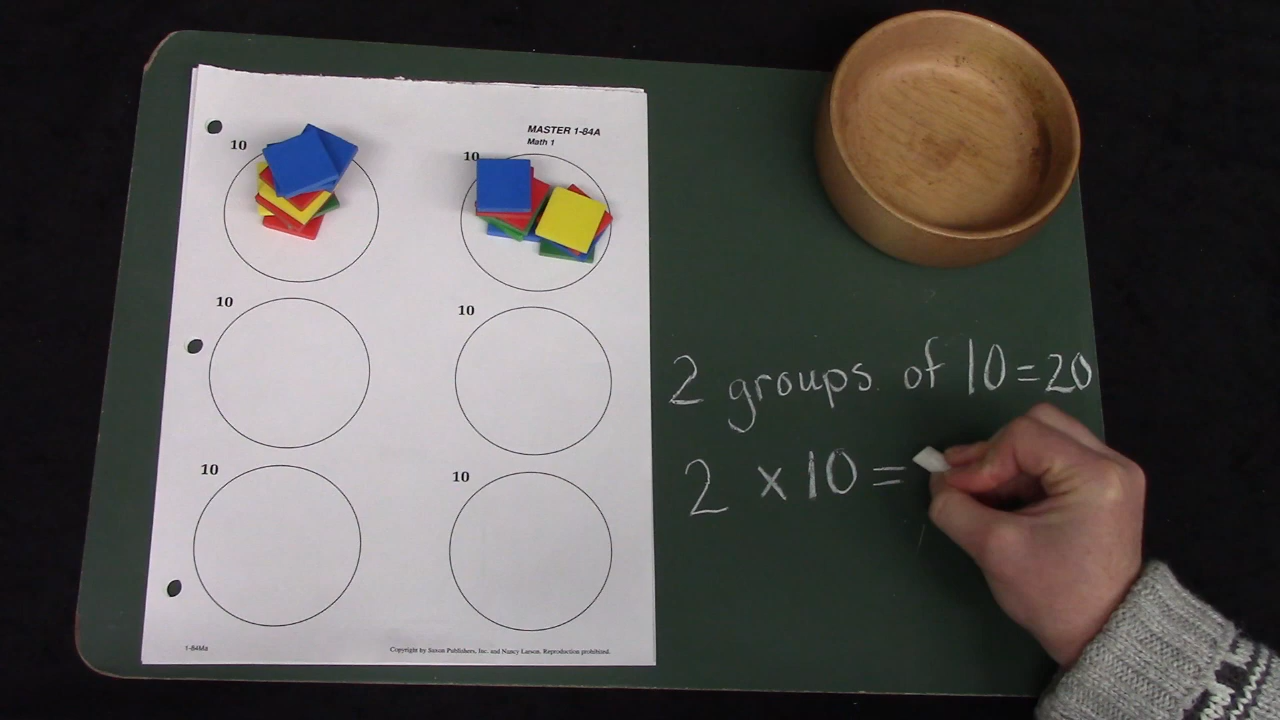 MASTER 1-84A
Math 1
10
10
10
10
10
10
1-84Ma
Copyright by Saxon Publishers, Inc. and Nancy Larson. Reproduction prohibited.
2 groups of 10=20
2 x10=